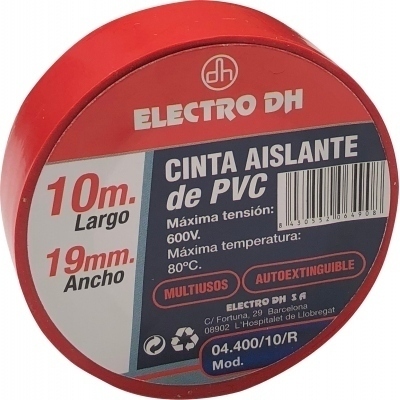 dh
ELECTRO DH
10m.
Largo
19mm.
Ancho
CINTA AISLANTE
de PVC
Máxima tensión:
600V.
Máxima temperatura:
80ºC.
8430552064908
MULTIUSOS
AUTOEXTINGUIBLE
ELECTRO DH S A
C/ Fortuna, 29 Barcelona
08902 L'Hospitalet de Llobregat
04.400/10/R
Mod.